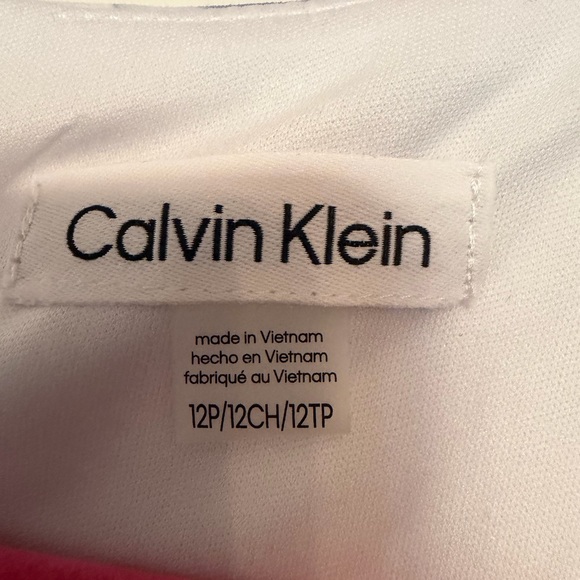 Calvin Klein
made in Vietnam
hecho en Vietnam
fabriqué au Vietnam
12P/12CH/12TP